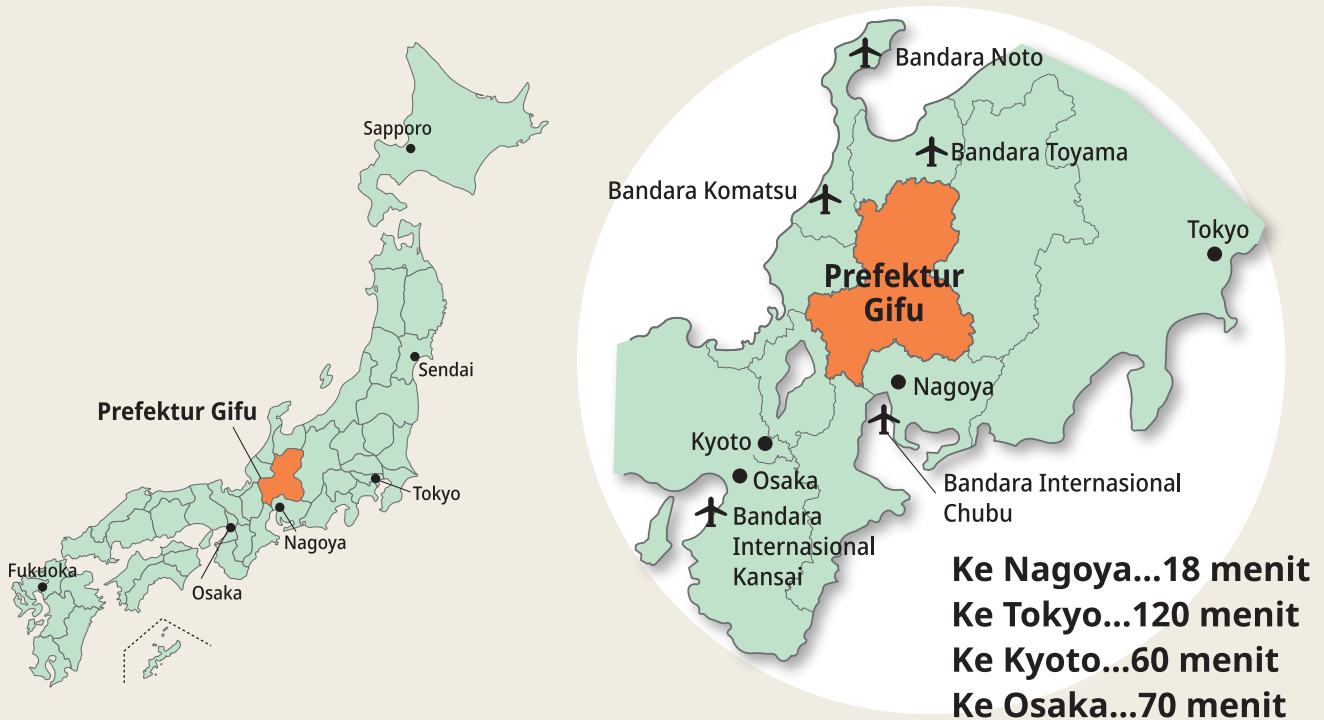 Sapporo
Sendai
Prefektur Gifu
Tokyo
Nagoya
Osaka
Fukuoka
Bandara Noto
Bandara Toyama
Bandara Komatsu
Tokyo
Prefektur
Gifu
Nagoya
Kyoto
Osaka
Bandara
Internasional
Kansai
Bandara Internasional
Chubu
Ke Nagoya...18 menit
Ke Tokyo...120 menit
Ke Kyoto...60 menit
Ke Osaka...70 menit